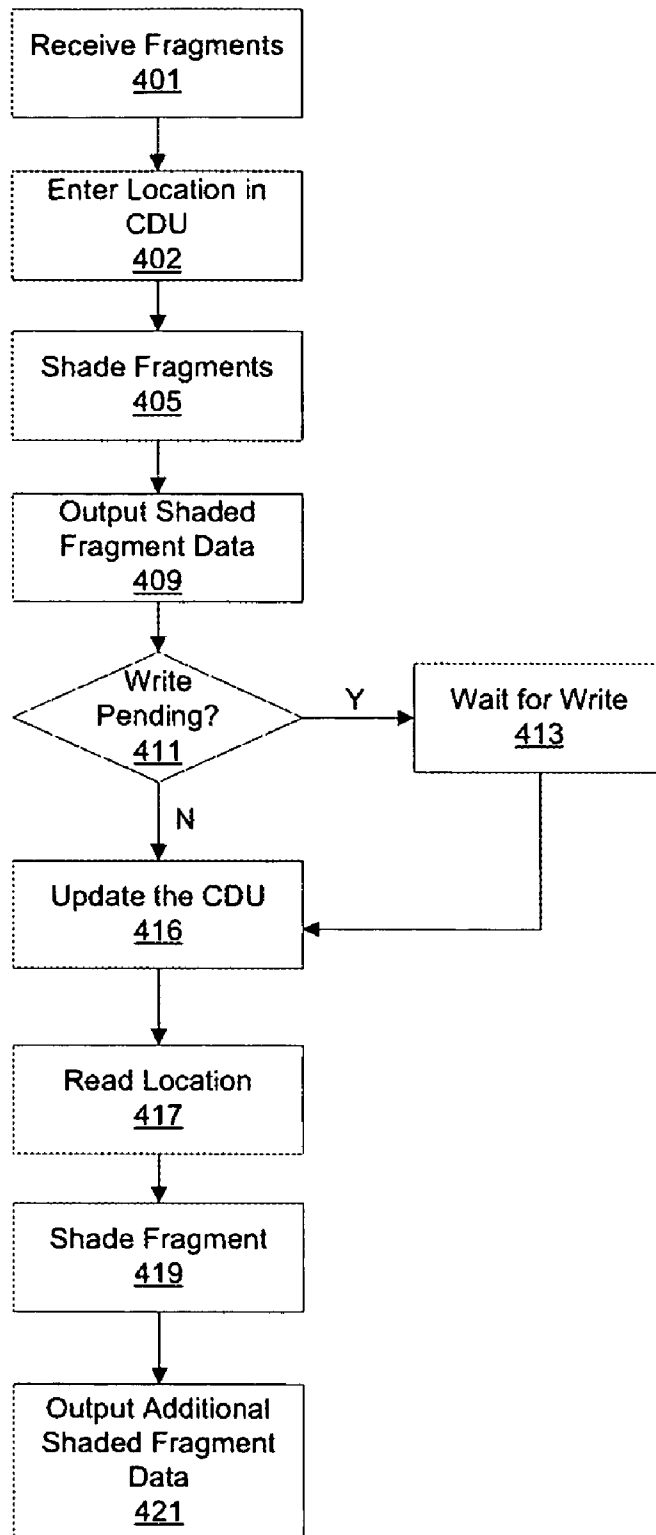 Receive Fragments
401
Enter Location in
CDU
402
Shade Fragments
405
Output Shaded
Fragment Data
409
Write
Pending?
411
Y
Wait for Write
413
N
Update the CDU
416
Read Location
417
Shade Fragment
419
Output Additional
Shaded Fragment
Data
421